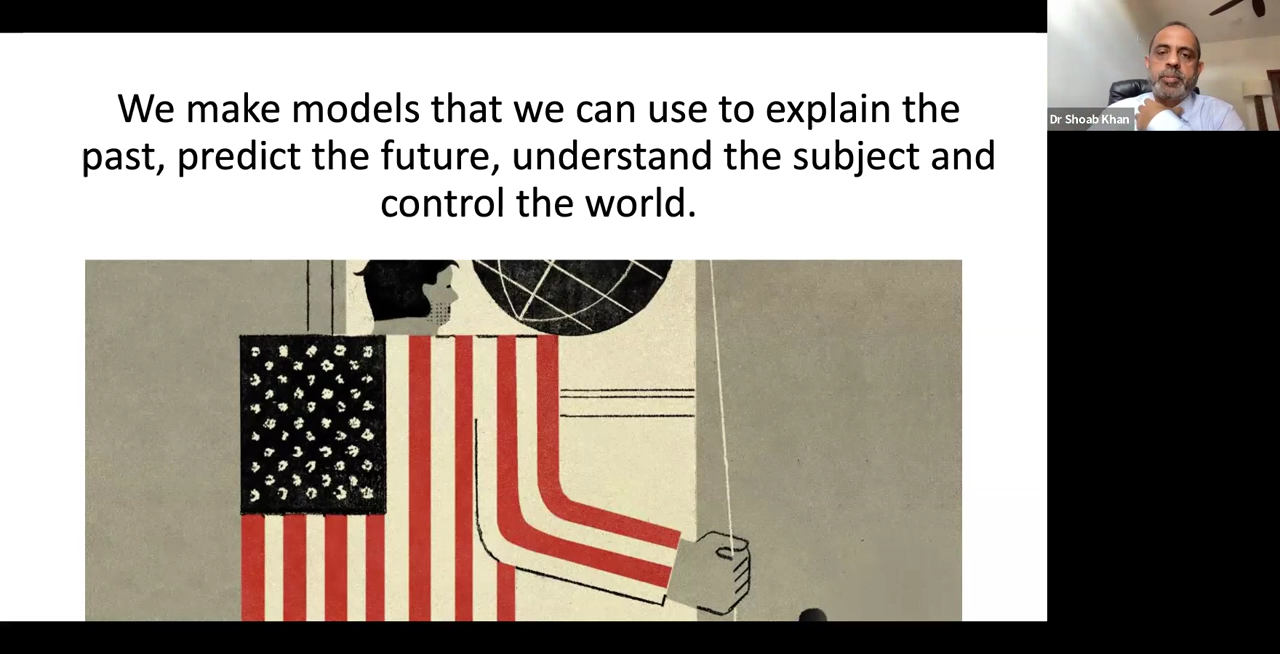 We make models that we can use to explain the
past, predict the future, understand the subject and
control the world.
Dr Shoab Khan